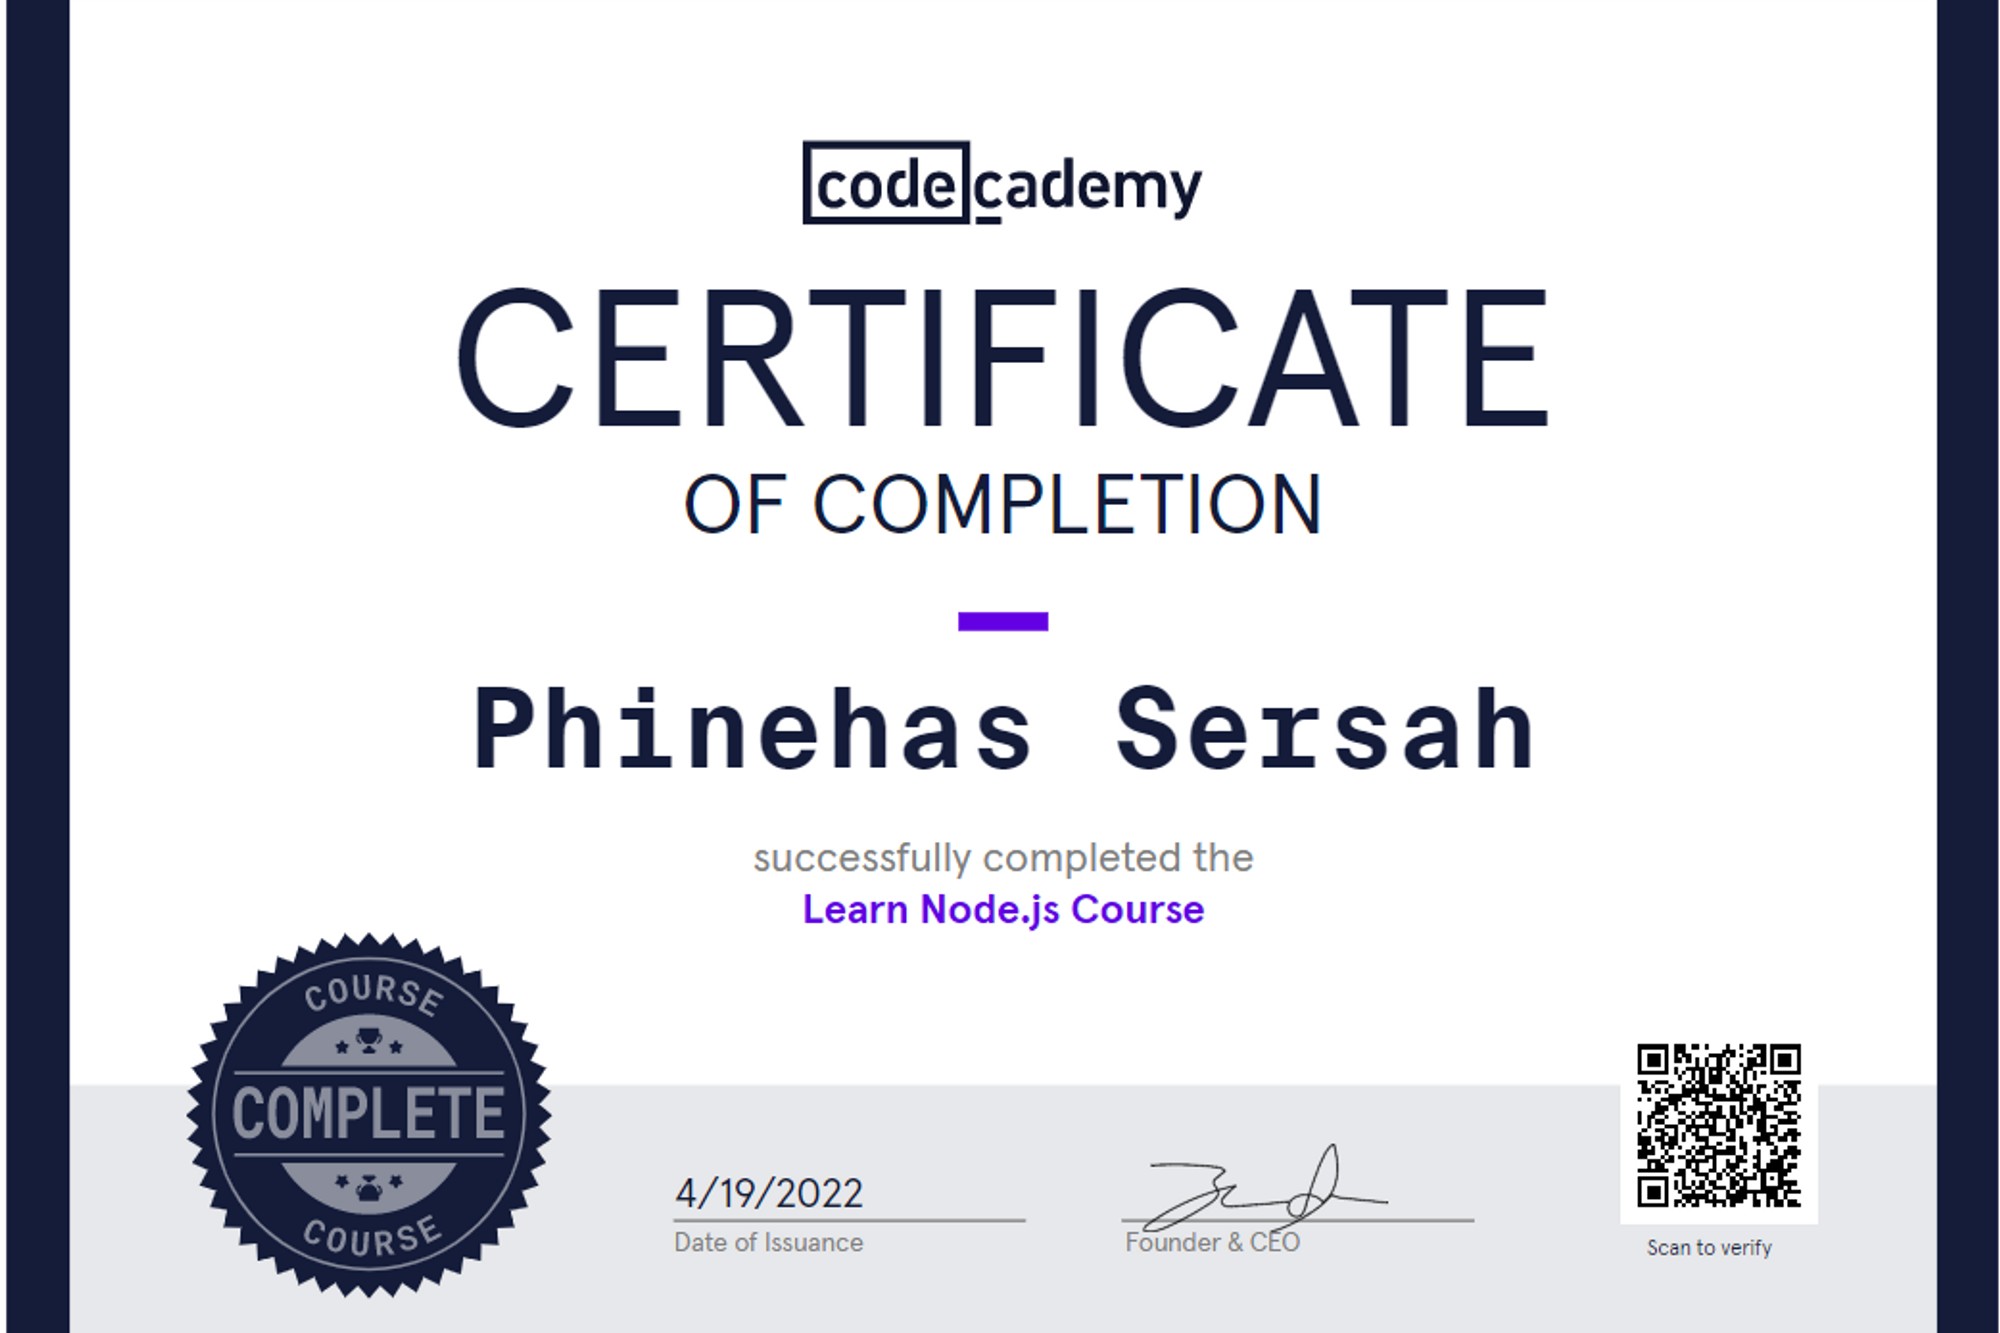 codecademy
CERTIFICATE
OF COMPLETION
Phinehas Sersah
successfully completed the
Learn Node.js Course
COURSE
COMPLETE
COURSE
4/19/2022
Date of Issuance
Founder & CEO
Scan to verify